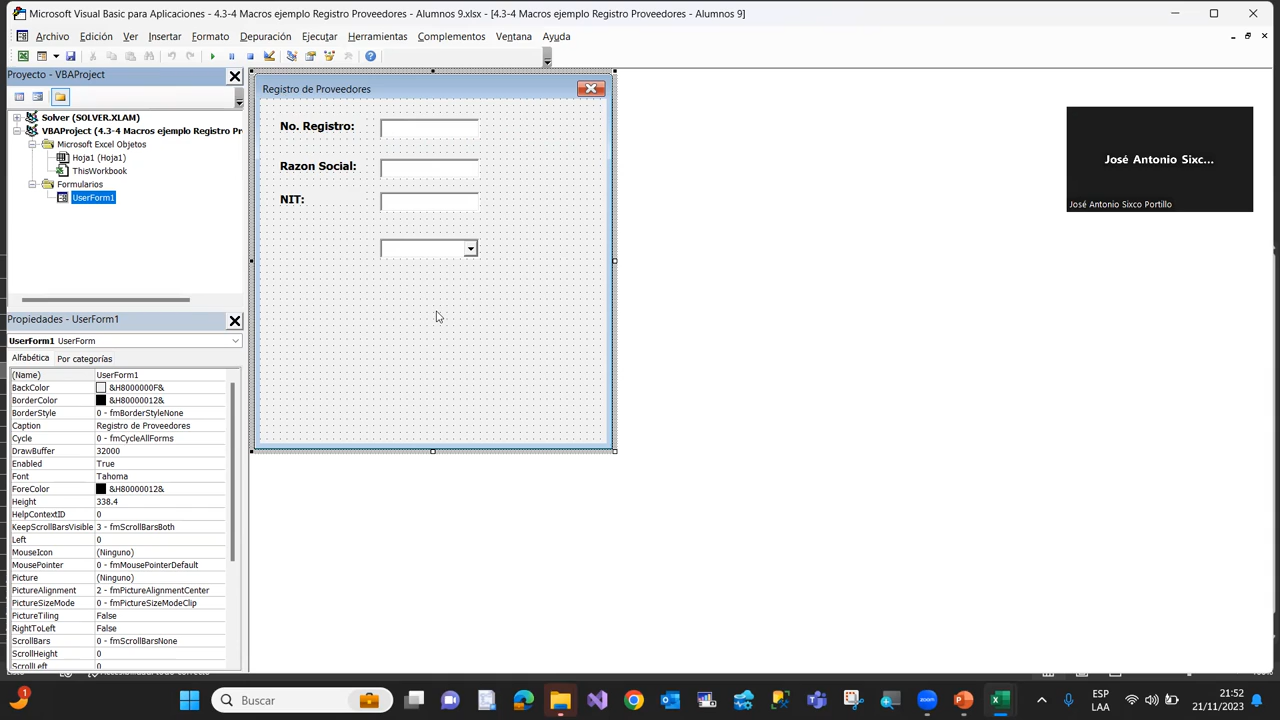 Microsoft Visual Basic para Aplicaciones - 4.3-4 Macros ejemplo Registro Proveedores - Alumnos 9.xlsx - [4.3-4 Macros ejemplo Registro Proveedores - Alumnos 9]
Archivo Edición Ver Insertar Formato Depuración Ejecutar Herramientas Complementos Ventana Ayuda
Proyecto - VBAProject
Solver (SOLVER.XLAM)
VBAProject (4.3-4 Macros ejemplo Registro Pr
Microsoft Excel Objetos
Hoja1 (Hoja1)
ThisWorkbook
Formularios
UserForm1
Propiedades - UserForm1
UserForm1 UserForm
Alfabética Por categorías
(Name) UserForm1
BackColor &H8000000F&
BorderColor &H80000012&
BorderStyle 0 - fmBorderStyleNone
Caption Registro de Proveedores
Cycle 0 - fmCycleAllForms
DrawBuffer 32000
Enabled True
Font Tahoma
ForeColor &H80000012&
Height 338.4
HelpContextID 0
KeepScrollBarsVisible 3 - fmScrollBarsBoth
Left 0
MouseIcon (Ninguno)
MousePointer 0 - fmMousePointerDefault
Picture (Ninguno)
PictureAlignment 2 - fmPictureAlignmentCenter
PictureSizeMode 0 - fmPictureSizeModeClip
PictureTiling False
RightToLeft False
ScrollBars 0 - fmScrollBarsNone
ScrollHeight 0
ScrollLeft 0
Registro de Proveedores
No. Registro:
Razon Social:
NIT:
José Antonio Sixc...
José Antonio Sixco Portillo
1
Buscar
zoom
ESP
LAA
21:52
21/11/2023